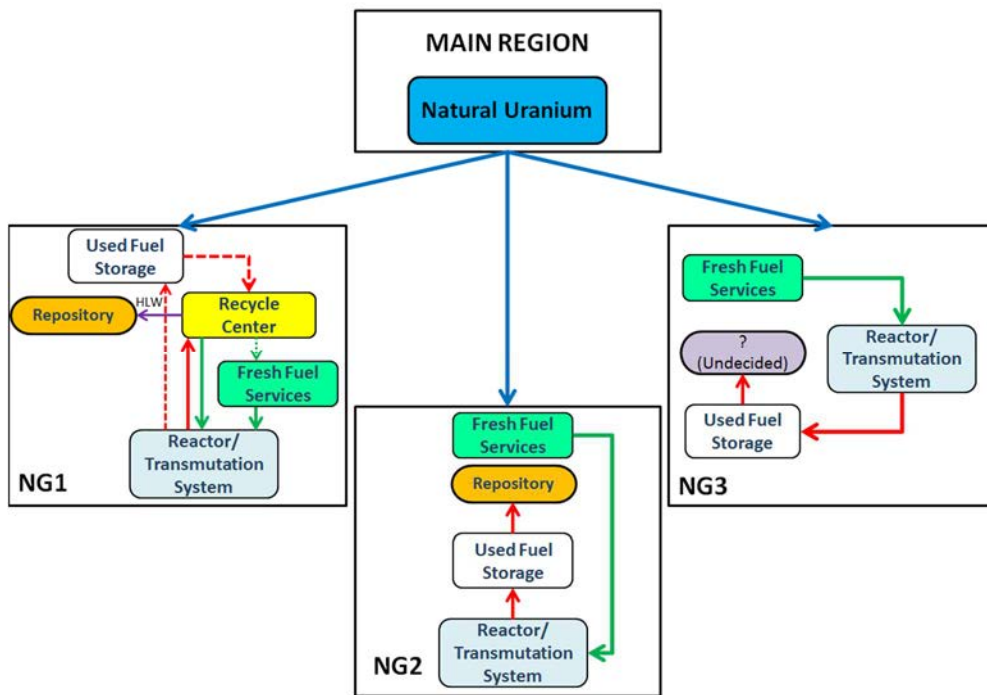 MAIN REGION
Natural Uranium
Used Fuel
Storage
HLW
Repository
Recycle
Center
Fresh Fuel
Services
Reactor/
Transmutation
System
NG1
Fresh Fuel
Services
Repository
Used Fuel
Storage
Reactor/
Transmutation
System
NG2
Fresh Fuel
Services
?
(Undecided)
Reactor/
Transmutation
System
Used Fuel
Storage
NG3